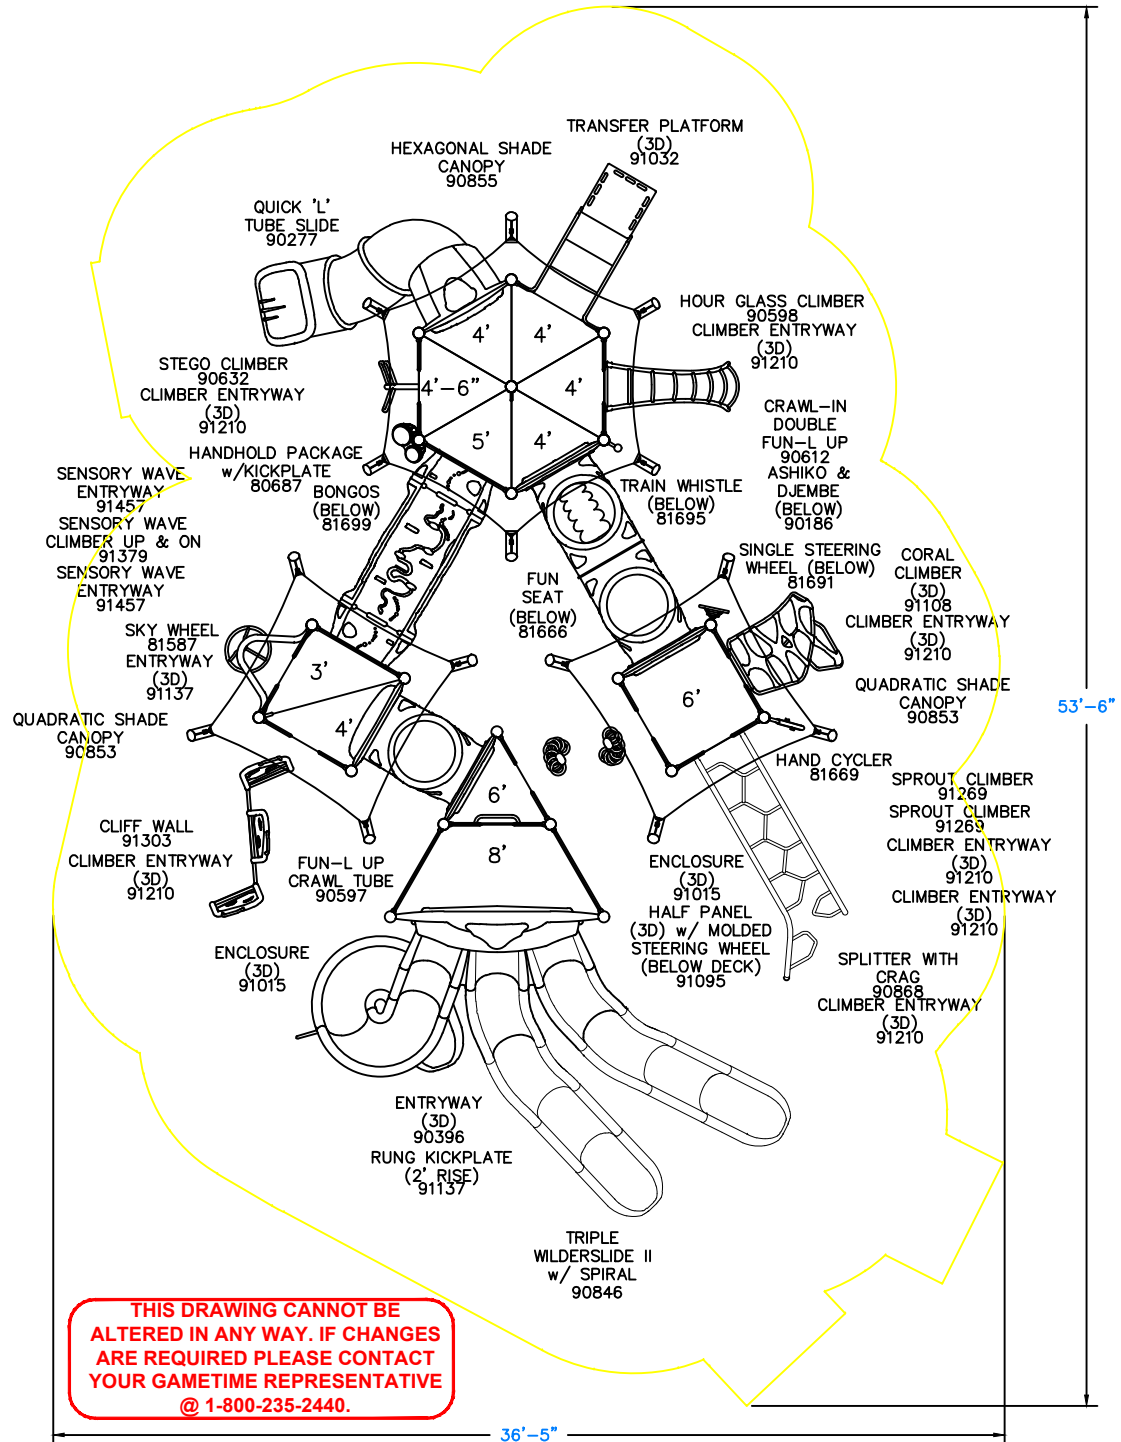 TRANSFER PLATFORM
(3D)
91032
HEXAGONAL SHADE
CANOPY
90855
QUICK 'L'
TUBE SLIDE
90277
HOUR GLASS CLIMBER
90598
CLIMBER ENTRYWAY
(3D)
91210
4'
4'
4'-6"
4'
5'
4'
STEGO CLIMBER
90632
CLIMBER ENTRYWAY
(3D)
91210
CRAWL-IN
DOUBLE
FUN-L UP
90612
ASHIKO &
DJEMBE
(BELOW)
90186
HANDHOLD PACKAGE
w/KICKPLATE
80687
BONGOS
(BELOW)
81699
TRAIN WHISTLE
(BELOW)
81695
SENSORY WAVE
ENTRYWAY
91457
SENSORY WAVE
CLIMBER UP & ON
91379
SENSORY WAVE
ENTRYWAY
91457
FUN
SEAT
(BELOW)
81666
SINGLE STEERING
WHEEL (BELOW)
81691
CORAL
CLIMBER
(3D)
91108
CLIMBER ENTRYWAY
(3D)
91210
SKY WHEEL
81587
ENTRYWAY
(3D)
91137
3'
4'
6'
QUADRATIC SHADE
CANOPY
90853
QUADRATIC SHADE
CANOPY
90853
53'-6"
HAND CYCLER
81669
SPROUT CLIMBER
91269
SPROUT CLIMBER
91269
CLIMBER ENTRYWAY
(3D)
91210
CLIMBER ENTRYWAY
(3D)
91210
6'
8'
CLIFF WALL
91303
CLIMBER ENTRYWAY
(3D)
91210
FUN-L UP
CRAWL TUBE
90597
ENCLOSURE
(3D)
91015
HALF PANEL
(3D) w/ MOLDED
STEERING WHEEL
(BELOW DECK)
91095
ENCLOSURE
(3D)
91015
SPLITTER WITH
CRAG
90868
CLIMBER ENTRYWAY
(3D)
91210
ENTRYWAY
(3D)
90396
RUNG KICKPLATE
(2' RISE)
91137
TRIPLE
WILDERSLIDE II
w/ SPIRAL
90846
THIS DRAWING CANNOT BE
ALTERED IN ANY WAY. IF CHANGES
ARE REQUIRED PLEASE CONTACT
YOUR GAMETIME REPRESENTATIVE
@ 1-800-235-2440.
36'-5"